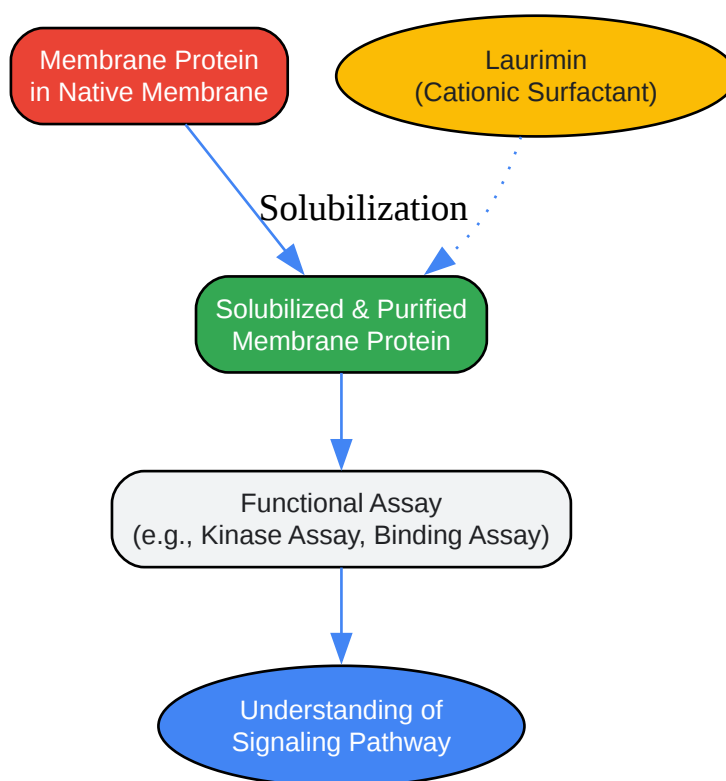 Membrane Protein
in Native Membrane
Laurimin
(Cationic Surfactant)
Solubilization
Solubilized & Purified
Membrane Protein
Functional Assay
(e.g., Kinase Assay, Binding Assay)
Understanding of
Signaling Pathway